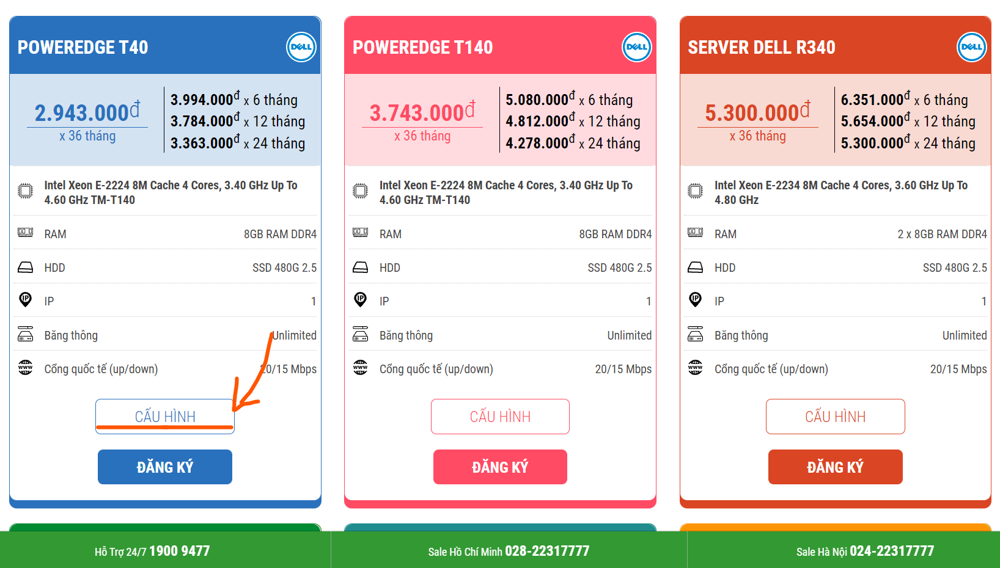 POWEREDGE T40
DELL
2.943.000đ
x 36 tháng
3.994.000đ x 6 tháng
3.784.000đ x 12 tháng
3.363.000đ x 24 tháng
Intel Xeon E-2224 8M Cache 4 Cores, 3.40 GHz Up To
4.60 GHz TM-T140
RAM 8GB RAM DDR4
HDD SSD 480G 2.5
IP 1
Băng thông Unlimited
www Cổng quốc tế (up/down) 20/15 Mbps
CẤU HÌNH
ĐĂNG KÝ
POWEREDGE T140
DELL
3.743.000đ
x 36 tháng
5.080.000đ x 6 tháng
4.812.000đ x 12 tháng
4.278.000đ x 24 tháng
Intel Xeon E-2224 8M Cache 4 Cores, 3.40 GHz Up To
4.60 GHz TM-T140
RAM 8GB RAM DDR4
HDD SSD 480G 2.5
IP 1
Băng thông Unlimited
www Cổng quốc tế (up/down) 20/15 Mbps
CẤU HÌNH
ĐĂNG KÝ
SERVER DELL R340
DELL
5.300.000đ
x 36 tháng
6.351.000đ x 6 tháng
5.654.000đ x 12 tháng
5.300.000đ x 24 tháng
Intel Xeon E-2234 8M Cache 4 Cores, 3.60 GHz Up To
4.80 GHz
RAM 2 x 8GB RAM DDR4
HDD SSD 480G 2.5
IP 1
Băng thông Unlimited
www Cổng quốc tế (up/down) 20/15 Mbps
CẤU HÌNH
ĐĂNG KÝ
Hỗ Trợ 24/7 1900 9477
Sale Hồ Chí Minh 028-22317777
Sale Hà Nội 024-22317777